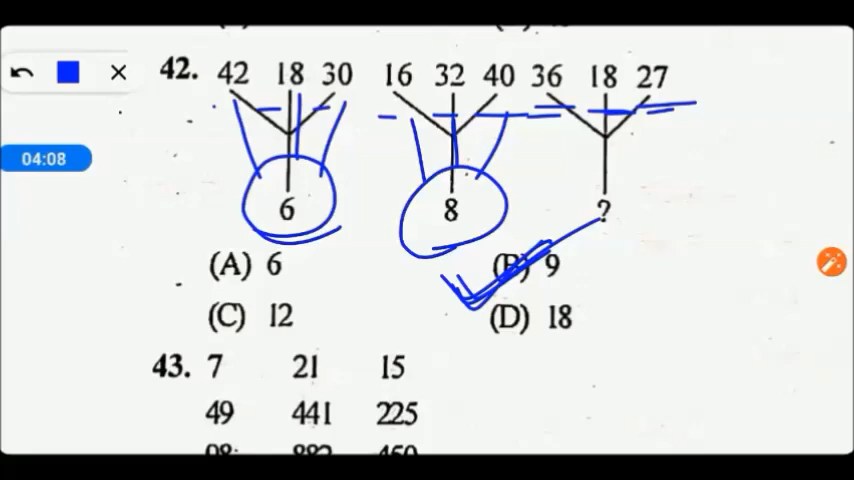 42. 42 18 30 16 32 40 36 18 27
04:08
6 8 ?
(A) 6 (B) 9
(C) 12 (D) 18
43. 7 21 15
49 441 225